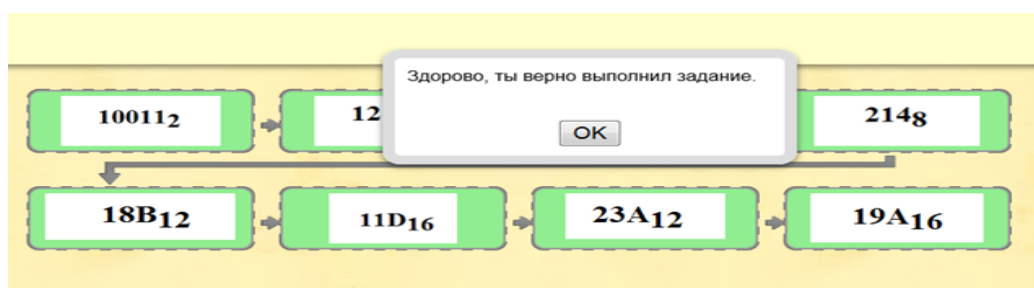 Здорово, ты верно выполнил задание.
10011₂
12
214₈
OK
18B₁₂
11D₁₆
23A₁₂
19A₁₆